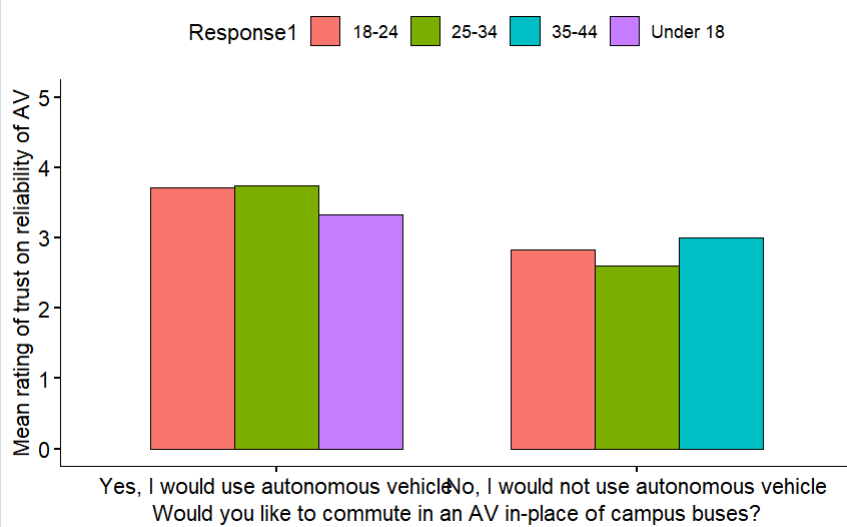 Response1 18-24 25-34 35-44 Under 18
Mean rating of trust on reliability of AV
5
4
3
2
1
0
Yes, I would use autonomous vehicle
No, I would not use autonomous vehicle
Would you like to commute in an AV in-place of campus buses?